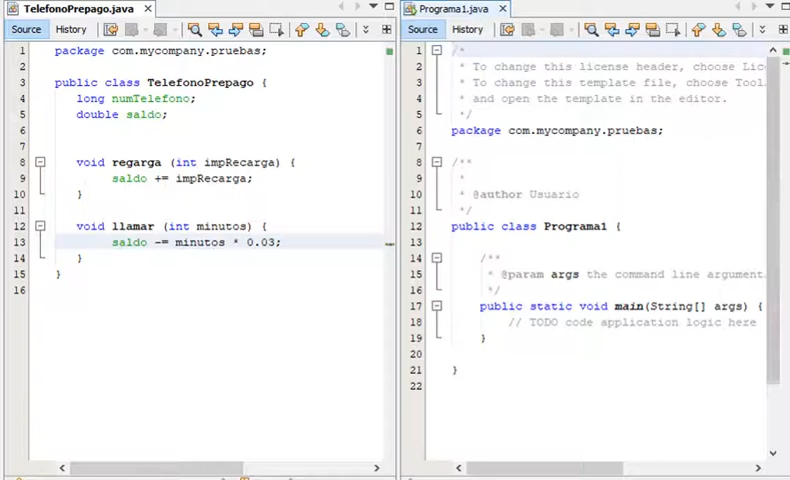 TelefonoPrepago.java
Source History
1 package com.mycompany.pruebas;
2
3 public class TelefonoPrepago {
4 long numTelefono;
5 double saldo;
6
7
8 void regarga (int impRecarga) {
9 saldo += impRecarga;
10 }
11
12 void llamar (int minutos) {
13 saldo -= minutos * 0.03;
14 }
15 }
16
Programa1.java
Source History
1 /*
2 * To change this license header, choose Lic
3 * To change this template file, choose Tool
4 * and open the template in the editor.
5 */
6 package com.mycompany.pruebas;
7
8 /**
9 *
10 * @author Usuario
11 */
12 public class Programa1 {
13
14 /**
15 * @param args the command line argument
16 */
17 public static void main(String[] args) {
18 // TODO code application logic here
19 }
20
21 }
22